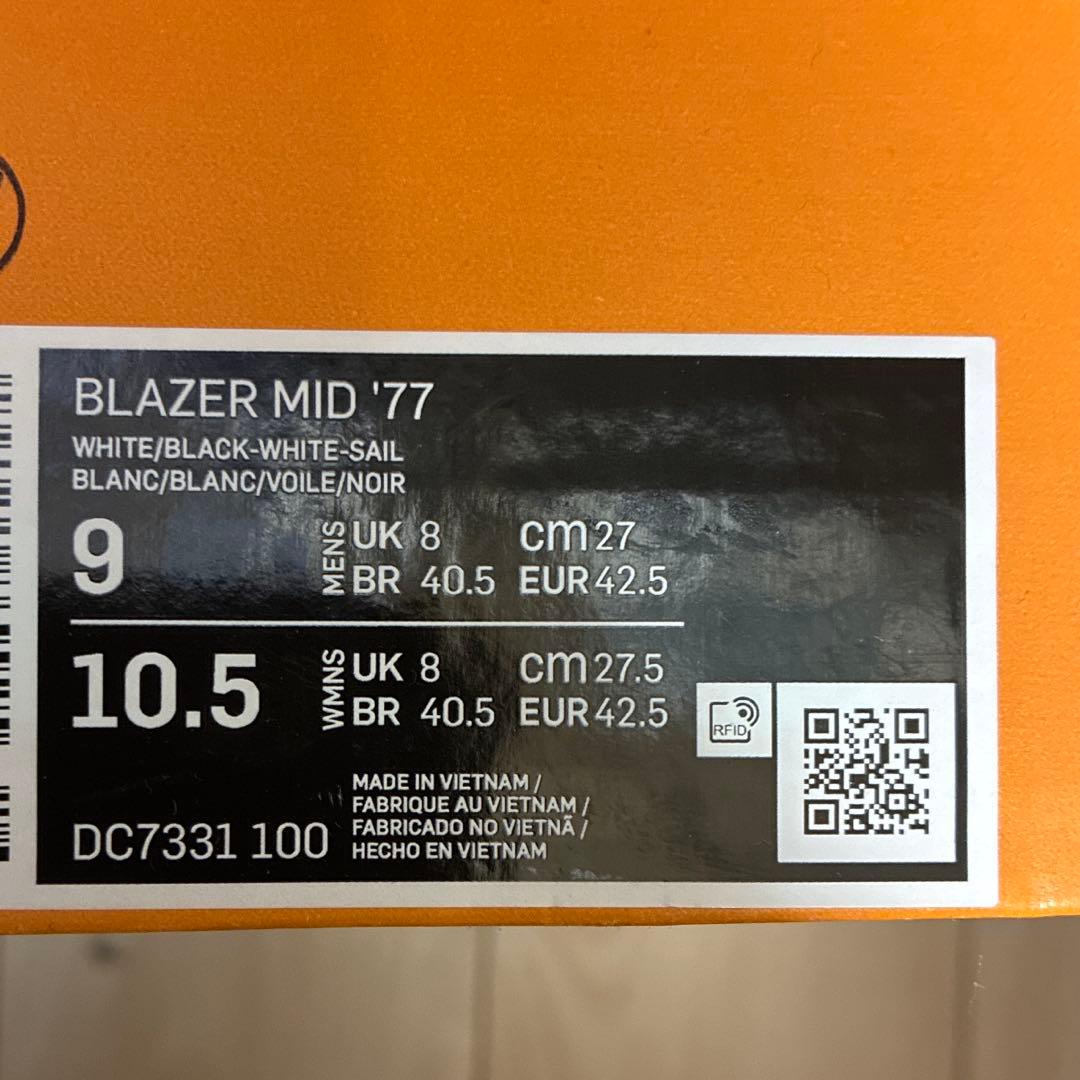 BLAZER MID '77
WHITE/BLACK-WHITE-SAIL
BLANC/BLANC/VOILE/NOIR
9 MENS UK 8 cm 27
BR 40.5 EUR 42.5
10.5 WMNS UK 8 cm 27.5
BR 40.5 EUR 42.5
RFID
MADE IN VIETNAM /
FABRIQUE AU VIETNAM /
FABRICADO NO VIETNÃ /
HECHO EN VIETNAM
DC7331 100